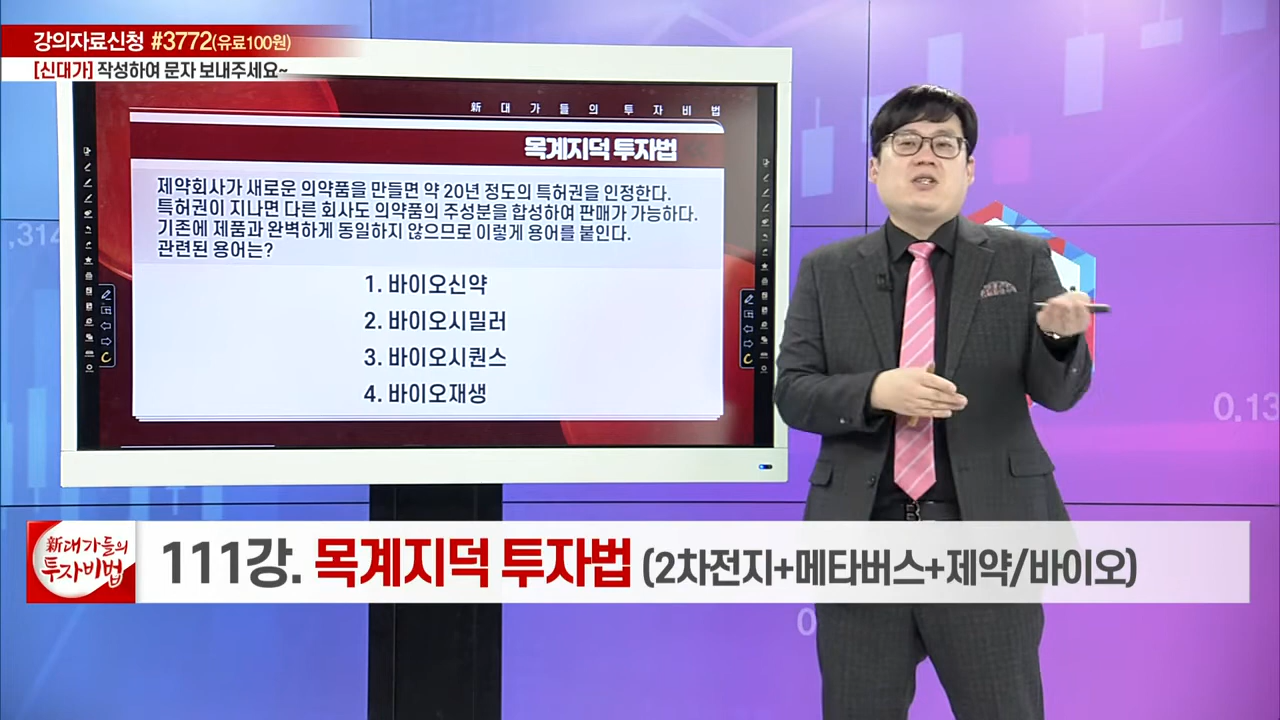 강의자료신청 #3772(유료100원)
[신대가] 작성하여 문자 보내주세요~
新대가들의투자비법
목계지덕 투자법
제약회사가 새로운 의약품을 만들면 약 20년 정도의 특허권을 인정한다.
특허권이 지나면 다른 회사도 의약품의 주성분을 합성하여 판매가 가능하다.
기존에 제품과 완벽하게 동일하지 않으므로 이렇게 용어를 붙인다.
관련된 용어는?
1. 바이오신약
2. 바이오시밀러
3. 바이오시퀀스
4. 바이오재생
,314
0.13
新대가들의
투자비법
111강. 목계지덕 투자법 (2차전지+메타버스+제약/바이오)
0